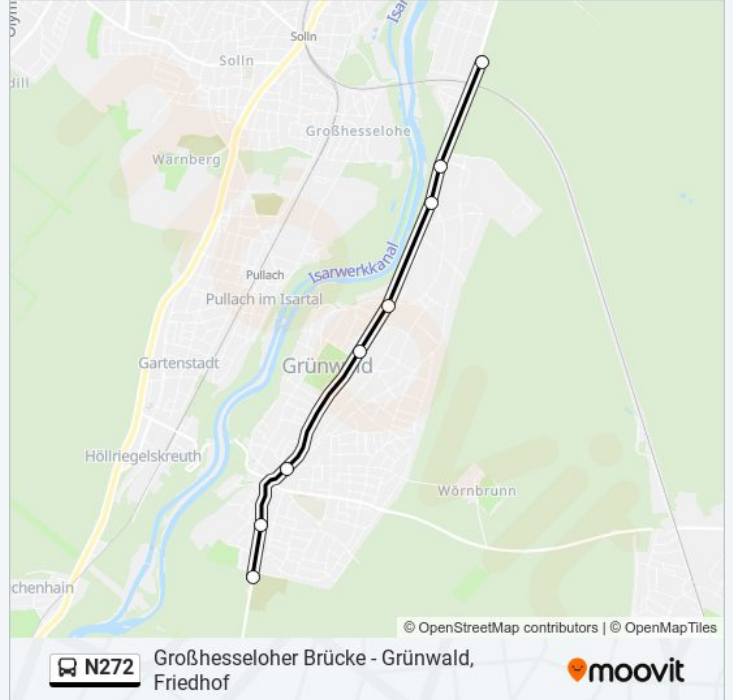 Isar
Solln
Solln
Großhesselohe
Warnberg
Isarwerkkanal
Pullach
Pullach im Isartal
Gartenstadt
Grünwald
Höllriegelskreuth
Wörnbrunn
chenhain
© OpenStreetMap contributors | © OpenMapTiles
N272
Großhesseloher Brücke - Grünwald,
Friedhof
moovit